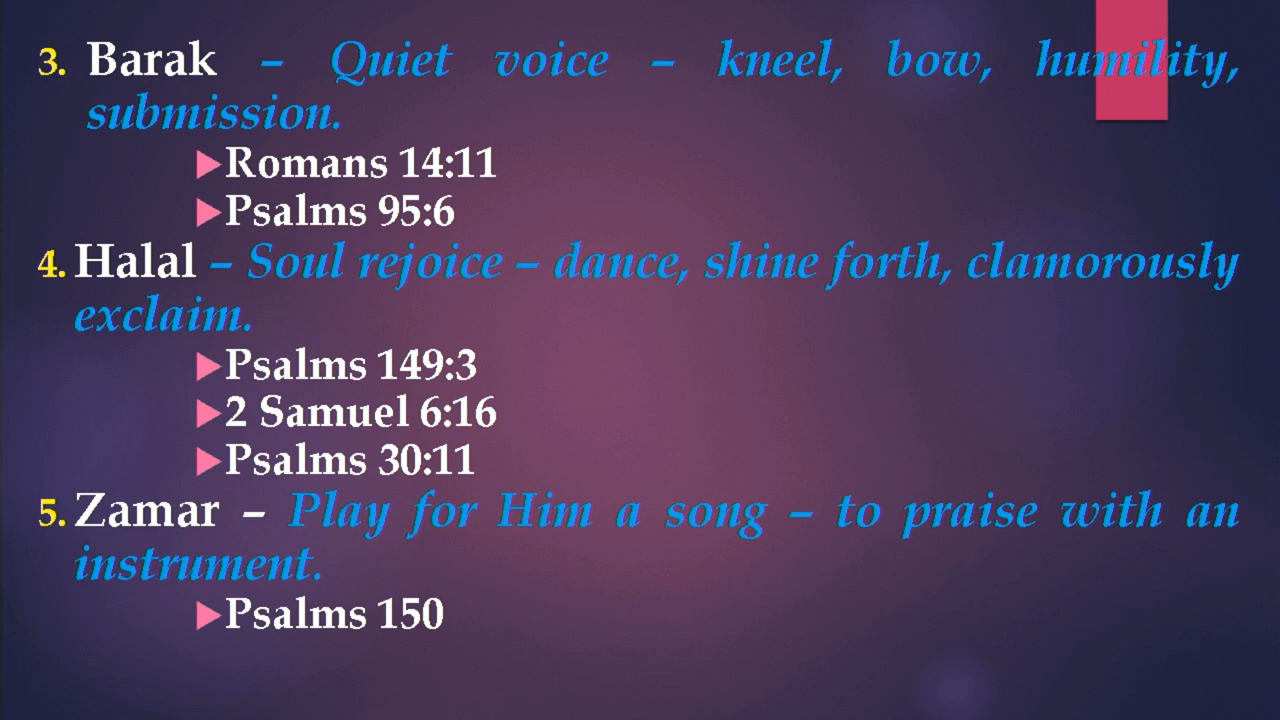 3. Barak – Quiet voice – kneel, bow, humility,
submission.
Romans 14:11
Psalms 95:6
4. Halal – Soul rejoice – dance, shine forth, clamorously
exclaim.
Psalms 149:3
2 Samuel 6:16
Psalms 30:11
5. Zamar – Play for Him a song – to praise with an
instrument.
Psalms 150